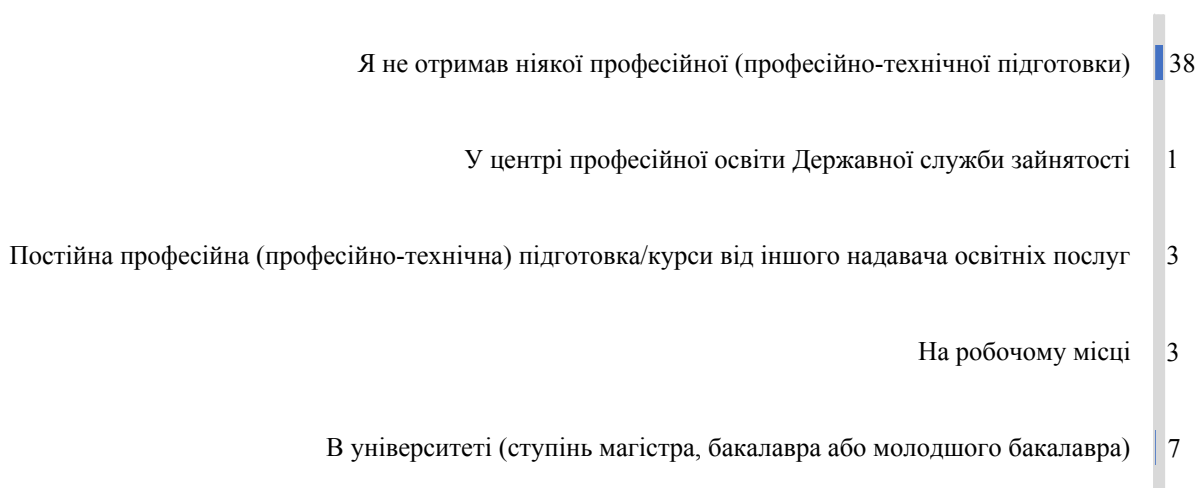 Я не отримав ніякої професійної (професійно-технічної підготовки) 38
У центрі професійної освіти Державної служби зайнятості 1
Постійна професійна (професійно-технічна) підготовка/курси від іншого надавача освітніх послуг 3
На робочому місці 3
В університеті (ступінь магістра, бакалавра або молодшого бакалавра) 7